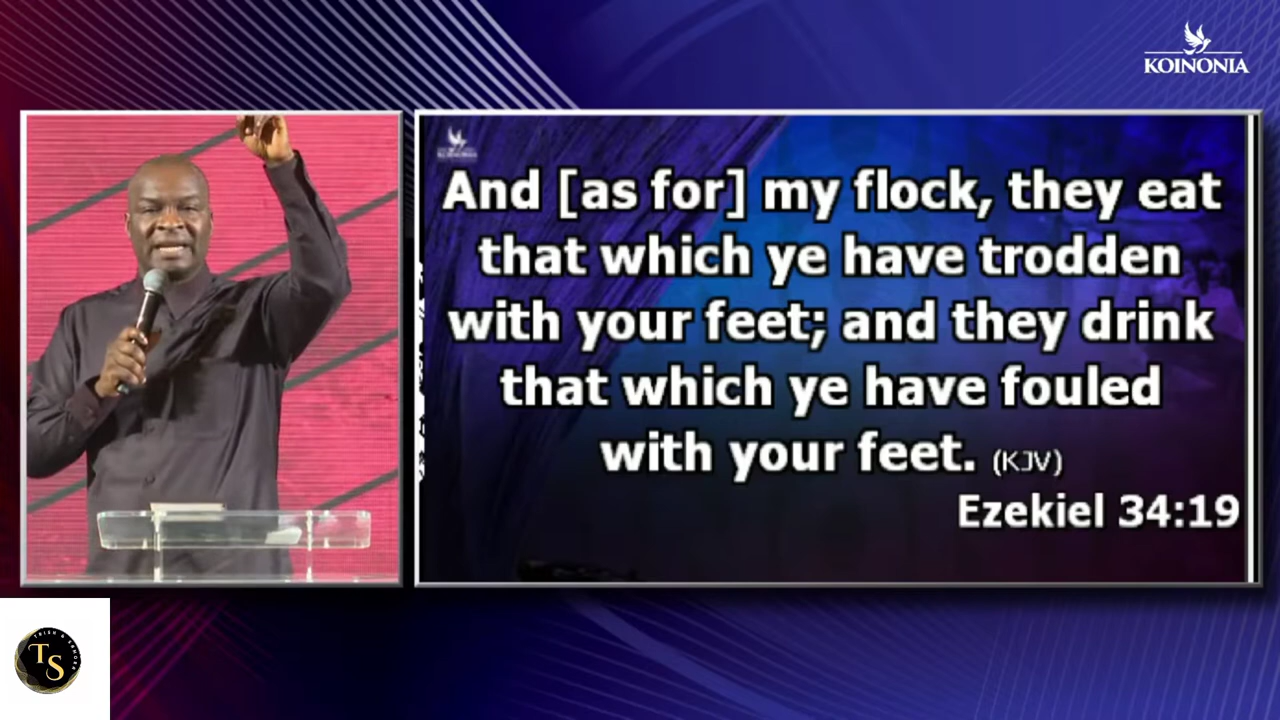 KOINONIA
KOINONIA
And [as for] my flock, they eat
that which ye have trodden
with your feet; and they drink
that which ye have fouled
with your feet. (KJV)
Ezekiel 34:19
TS